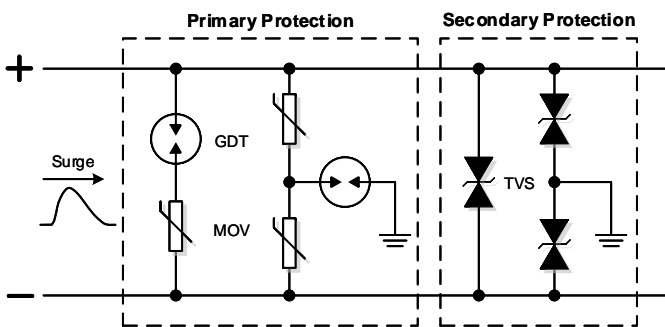 Primary Protection
Secondary Protection
+
GDT
Surge
TVS
MOV
−